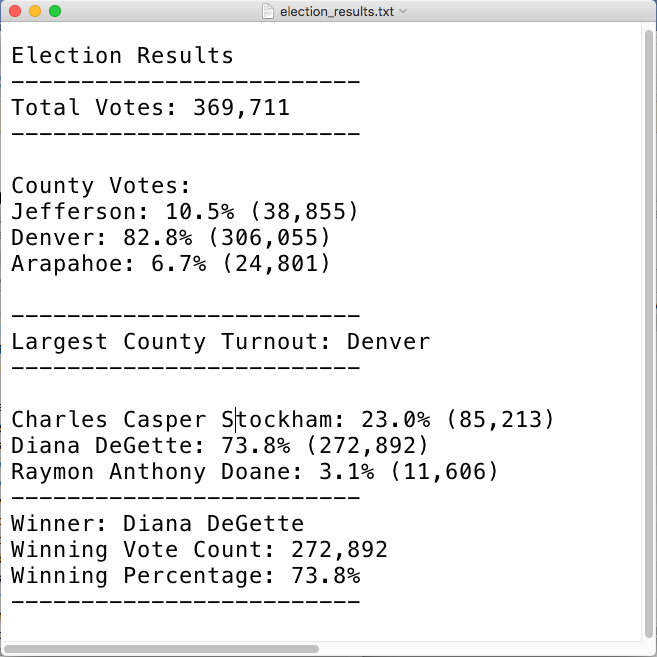 election_results.txt
Election Results
-------------------------
Total Votes: 369,711
-------------------------
County Votes:
Jefferson: 10.5% (38,855)
Denver: 82.8% (306,055)
Arapahoe: 6.7% (24,801)
-------------------------
Largest County Turnout: Denver
-------------------------
Charles Casper Stockham: 23.0% (85,213)
Diana DeGette: 73.8% (272,892)
Raymon Anthony Doane: 3.1% (11,606)
-------------------------
Winner: Diana DeGette
Winning Vote Count: 272,892
Winning Percentage: 73.8%
-------------------------